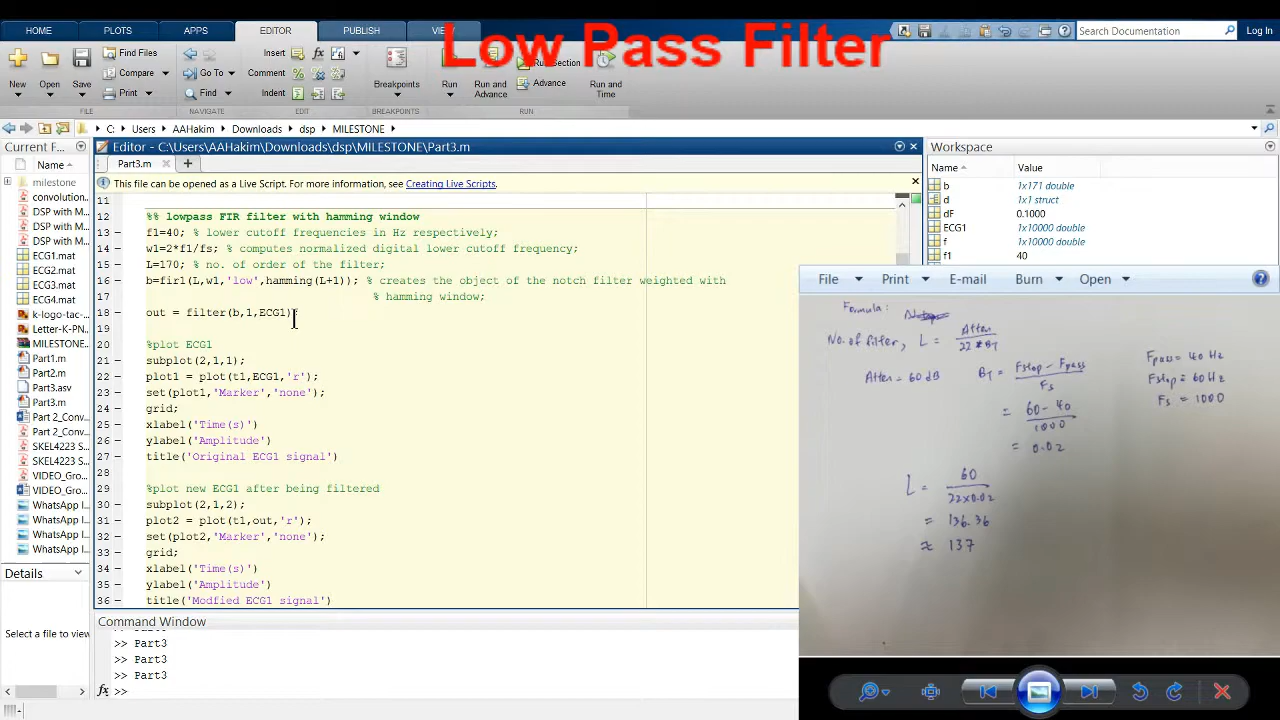 Low Pass Filter
HOME PLOTS APPS EDITOR PUBLISH
Search Documentation Log In
New Open Save Find Files Compare Print Go To Find Insert fx Comment Indent Breakpoints Run Run and Advance Run Section Advance Run and Time
FILE NAVIGATE EDIT BREAKPOINTS RUN
C: Users AAHakim Downloads dsp MILESTONE
Current F...
Name
milestone
convolution...
DSP with M...
DSP with M...
DSP with M...
ECG1.mat
ECG2.mat
ECG3.mat
ECG4.mat
k-logo-tac-...
Letter-K-PN...
MILESTONE...
Part1.m
Part2.m
Part3.asv
Part3.m
Part 2_Conv...
Part 2_Conv...
SKEL4223 S...
SKEL4223 S...
VIDEO_Gro...
VIDEO_Gro...
WhatsApp I...
WhatsApp I...
WhatsApp I...
WhatsApp I...
Details
Select a file to view
Editor - C:\Users\AAHakim\Downloads\dsp\MILESTONE\Part3.m
Part3.m
This file can be opened as a Live Script. For more information, see Creating Live Scripts.
11
12 %% lowpass FIR filter with hamming window
13 f1=40; % lower cutoff frequencies in Hz respectively;
14 w1=2*f1/fs; % computes normalized digital lower cutoff frequency;
15 L=170; % no. of order of the filter;
16 b=fir1(L,w1,'low',hamming(L+1)); % creates the object of the notch filter weighted with
17 % hamming window;
18 out = filter(b,1,ECG1);
19
20 %plot ECG1
21 subplot(2,1,1);
22 plot1 = plot(t1,ECG1,'r');
23 set(plot1,'Marker','none');
24 grid;
25 xlabel('Time(s)')
26 ylabel('Amplitude')
27 title('Original ECG1 signal')
28
29 %plot new ECG1 after being filtered
30 subplot(2,1,2);
31 plot2 = plot(t1,out,'r');
32 set(plot2,'Marker','none');
33 grid;
34 xlabel('Time(s)')
35 ylabel('Amplitude')
36 title('Modfied ECG1 signal')
Command Window
>> Part3
>> Part3
>> Part3
fx >>
Workspace
Name Value
b 1x171 double
d 1x1 struct
dF 0.1000
ECG1 1x10000 double
f 1x10000 double
f1 40
File Print E-mail Burn Open
Formula:
No. of filter, L = Atten / 22 * BT
Atten = 60 dB BT = Fstop - Fpass / Fs
Fpass = 40 Hz
Fstop = 60 Hz
Fs = 1000
= 60 - 40 / 1000
= 0.02
L = 60 / 22x0.02
= 136.36
≈ 137